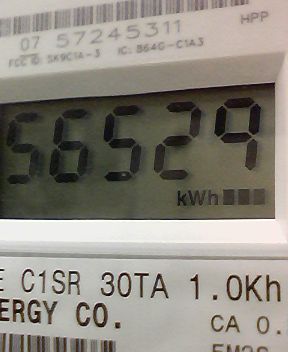 HPP
07 57245311
FCC ID: SK9C1A-3 IC: 864G-C1A3
56529
kWh
E C1SR 30TA 1.0Kh
ERGY CO.
CA 0.